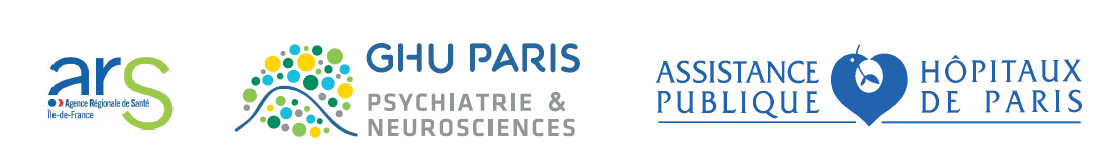 ars
Agence Régionale de Santé
Île-de-France
GHU PARIS
PSYCHIATRIE &
NEUROSCIENCES
ASSISTANCE HÔPITAUX
PUBLIQUE DE PARIS